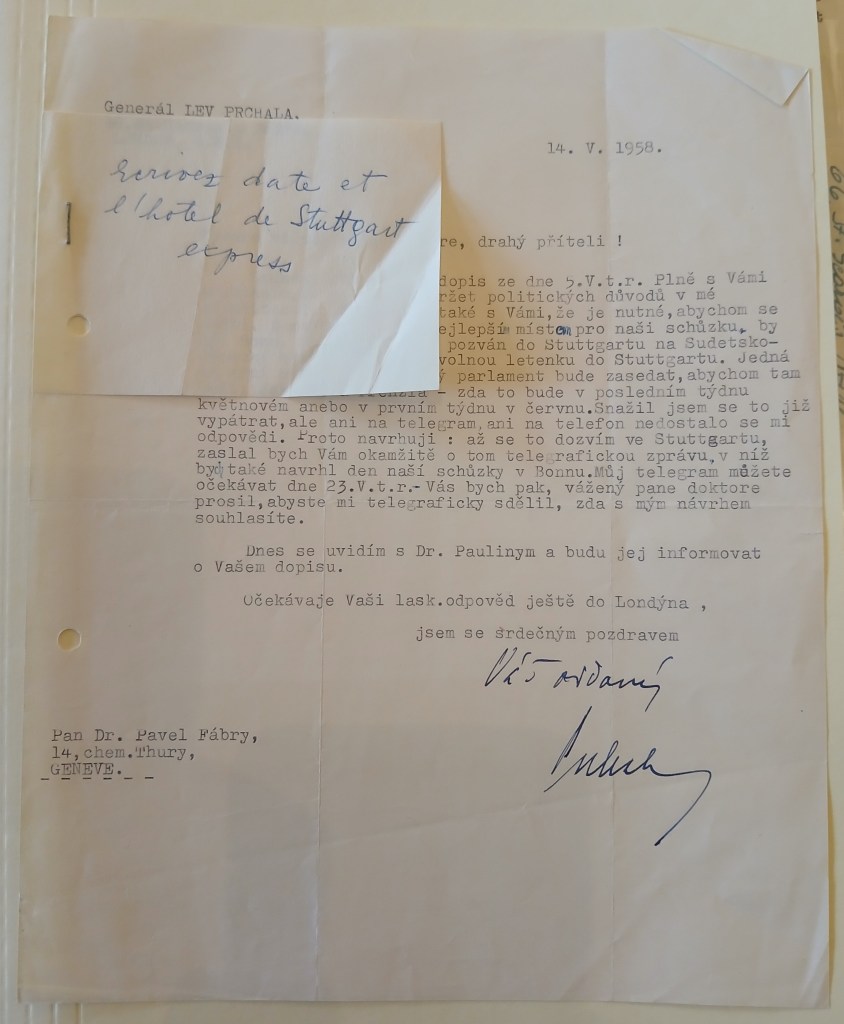 Generál LEV PRCHALA.
14. V. 1958.
Ecrivez date et
l'hotel de Stuttgart
express
re, drahý příteli !
dopis ze dne 5.V.t.r. Plně s Vámi
ržet politických důvodů v mé
také s Vámi,že je nutné,abychom se
ejlepším místem pro naši schůzku, by
pozván do Stuttgartu na Sudetsko-
volnou letenku do Stuttgartu. Jedná
ý parlament bude zasedat,abychom tam
- zda to bude v posledním týdnu
květnovém anebo v prvním týdnu v červnu.Snažil jsem se to již
vypátrat,ale ani na telegram,ani na telefon nedostalo se mi
odpovědi. Proto navrhuji : až se to dozvím ve Stuttgartu,
zaslal bych Vám okamžitě o tom telegrafickou zprávu,v níž
bych také navrhl den naší schůzky v Bonnu.Můj telegram můžete
očekávat dne 23.V.t.r.- Vás bych pak, vážený pane doktore
prosil,abyste mi telegraficky sdělil, zda s mým návrhem
souhlasíte.
Dnes se uvidím s Dr. Paulinym a budu jej informovat
o Vašem dopisu.
Očekávaje Vaši lask.odpověd ještě do Londýna ,
jsem se srdečným pozdravem
Váš oddaný
Prchala
Pan Dr. Pavel Fábry,
14,chem.Thury,
GENEVE.